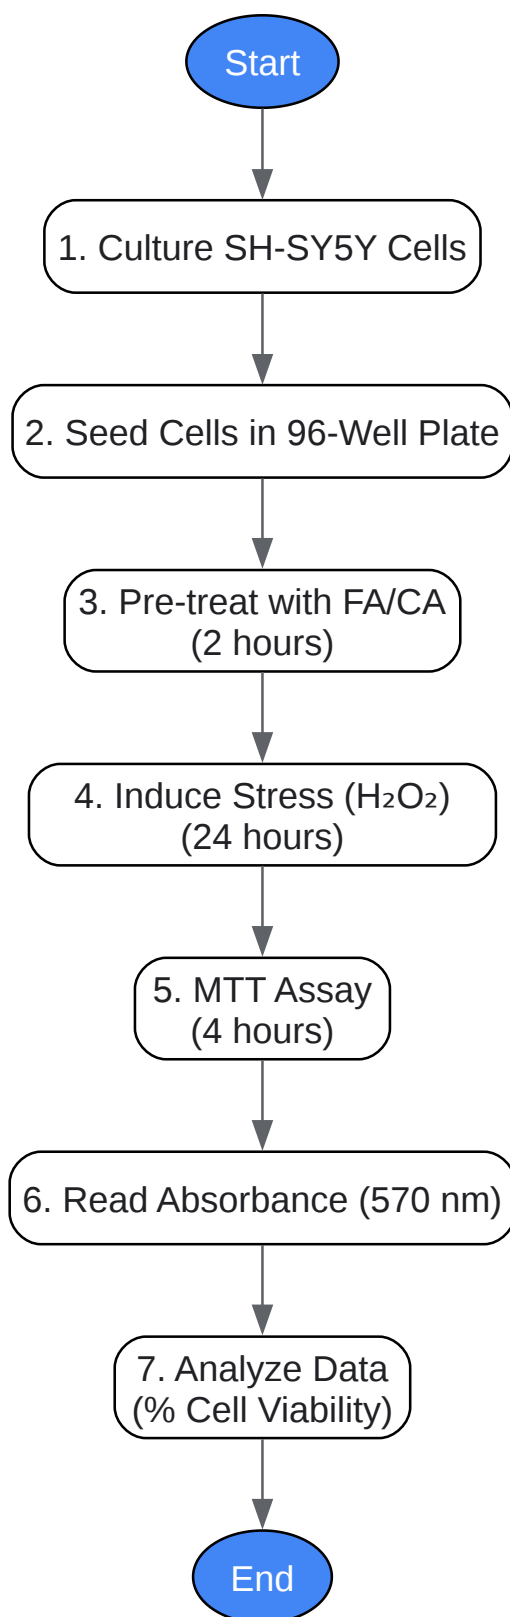 Start
1. Culture SH-SY5Y Cells
2. Seed Cells in 96-Well Plate
3. Pre-treat with FA/CA
(2 hours)
4. Induce Stress (H₂O₂)
(24 hours)
5. MTT Assay
(4 hours)
6. Read Absorbance (570 nm)
7. Analyze Data
(% Cell Viability)
End